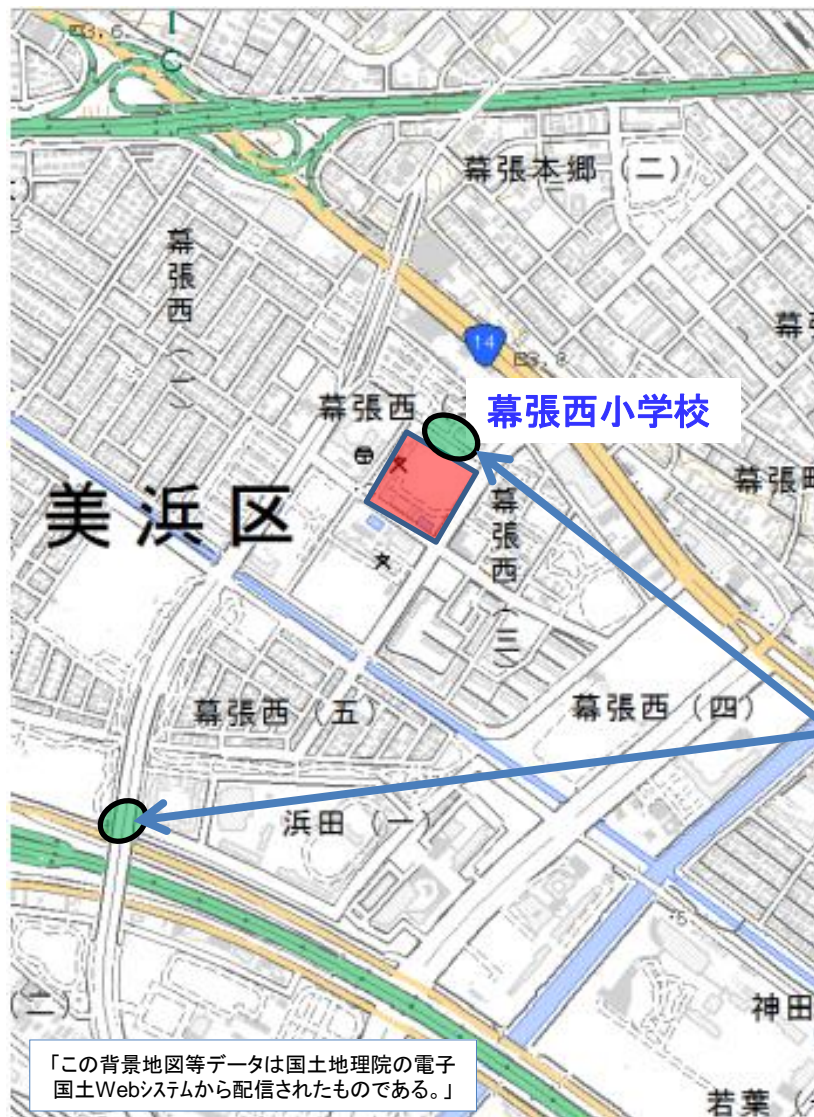 C
幕張本郷(二)
幕張西(一)
14
幕張西
幕張西小学校
美浜区
幕張西(三)
幕張西(五)
幕張西(四)
浜田(一)
(二)
神田
若葉
「この背景地図等データは国土地理院の電子
国土Webシステムから配信されたものである。」